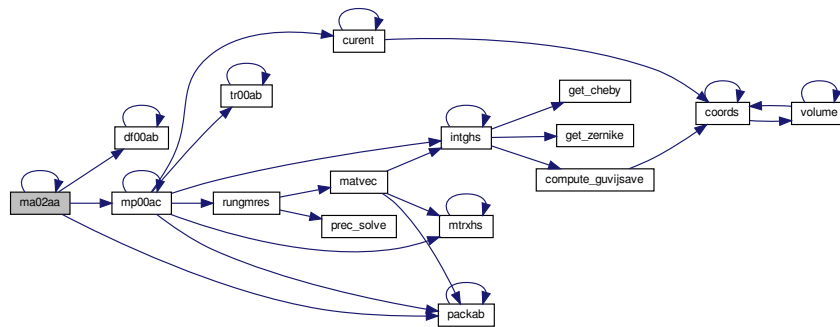 curent
tr00ab
get_cheby
coords
volume
df00ab
intghs
get_zernike
matvec
compute_guvijsave
ma02aa
mp00ac
rungmres
prec_solve
mtrxhs
packab